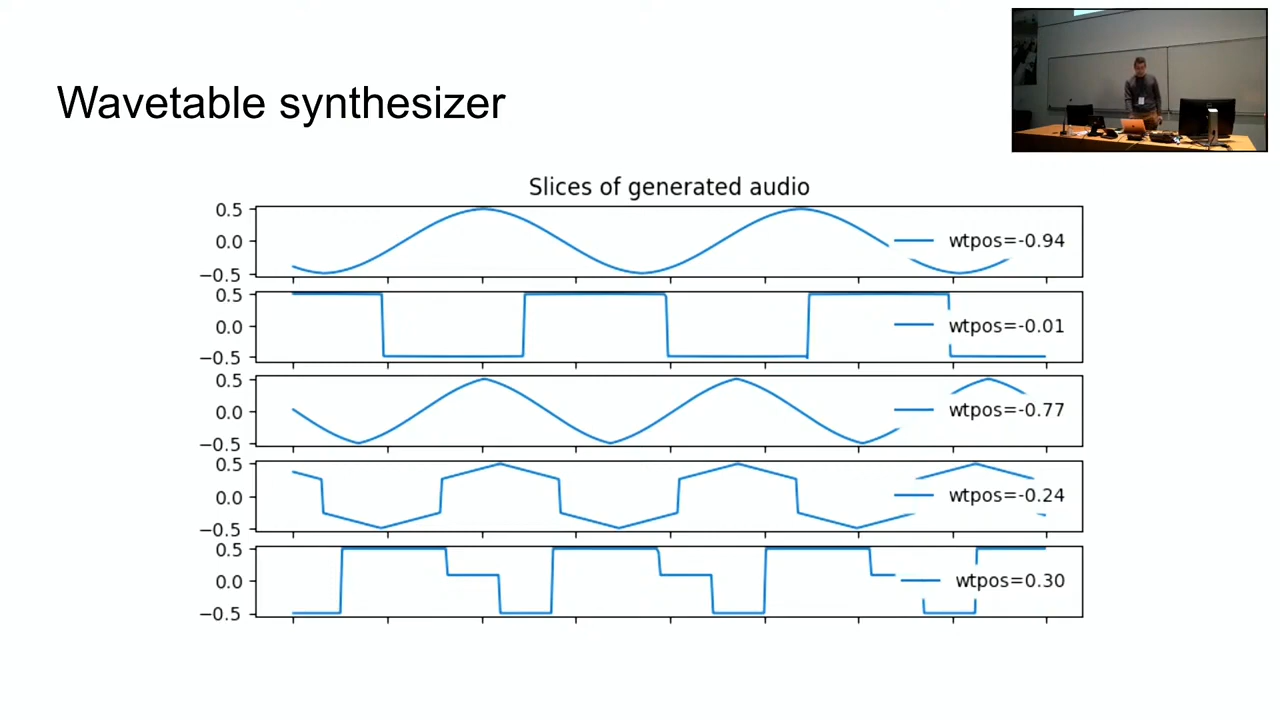 Wavetable synthesizer
Slices of generated audio
0.5
0.0
−0.5
wtpos=-0.94
0.5
0.0
−0.5
wtpos=-0.01
0.5
0.0
−0.5
wtpos=-0.77
0.5
0.0
−0.5
wtpos=-0.24
0.5
0.0
−0.5
wtpos=0.30